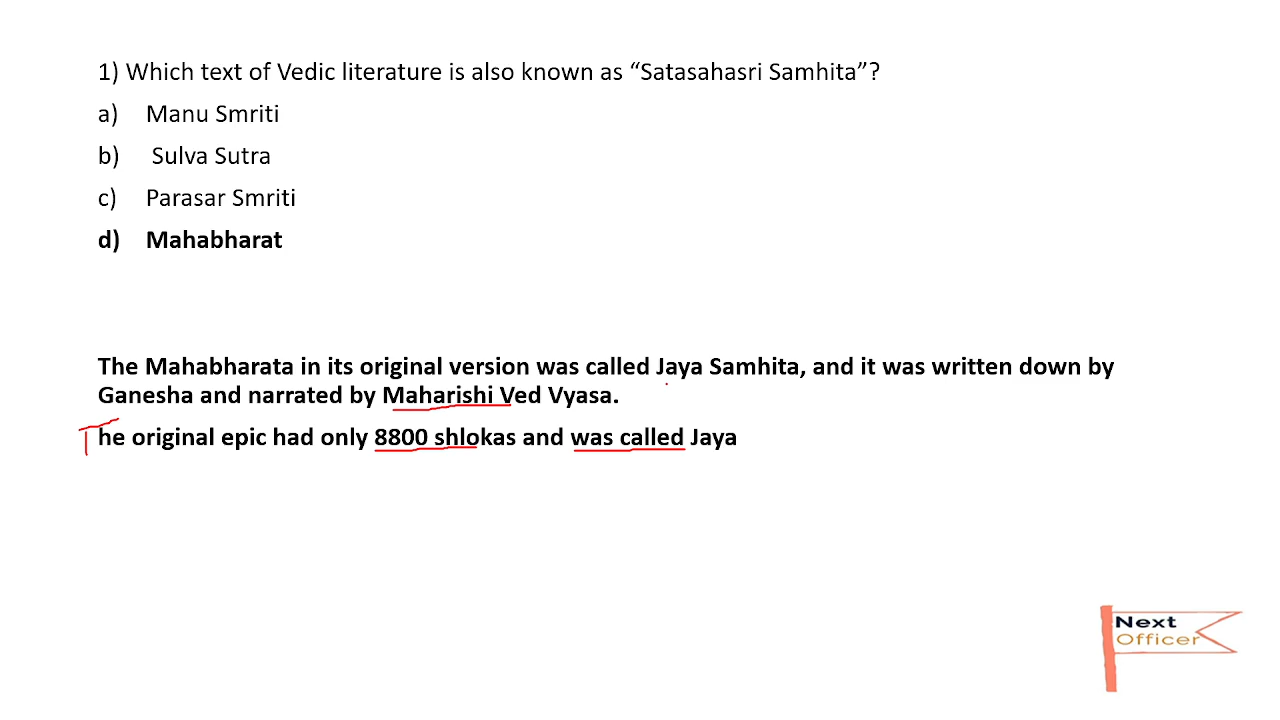 1) Which text of Vedic literature is also known as “Satasahasri Samhita”?
a) Manu Smriti
b) Sulva Sutra
c) Parasar Smriti
d) Mahabharat
The Mahabharata in its original version was called Jaya Samhita, and it was written down by
Ganesha and narrated by Maharishi Ved Vyasa.
The original epic had only 8800 shlokas and was called Jaya
Next
Officer